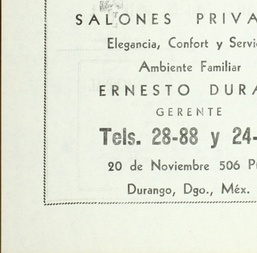 SALONES PRIVA
Elegancia, Confort y Servi
Ambiente Familiar
ERNESTO DURA
GERENTE
Tels. 28-88 y 24-
20 de Noviembre 506 P
Durango, Dgo., Méx.